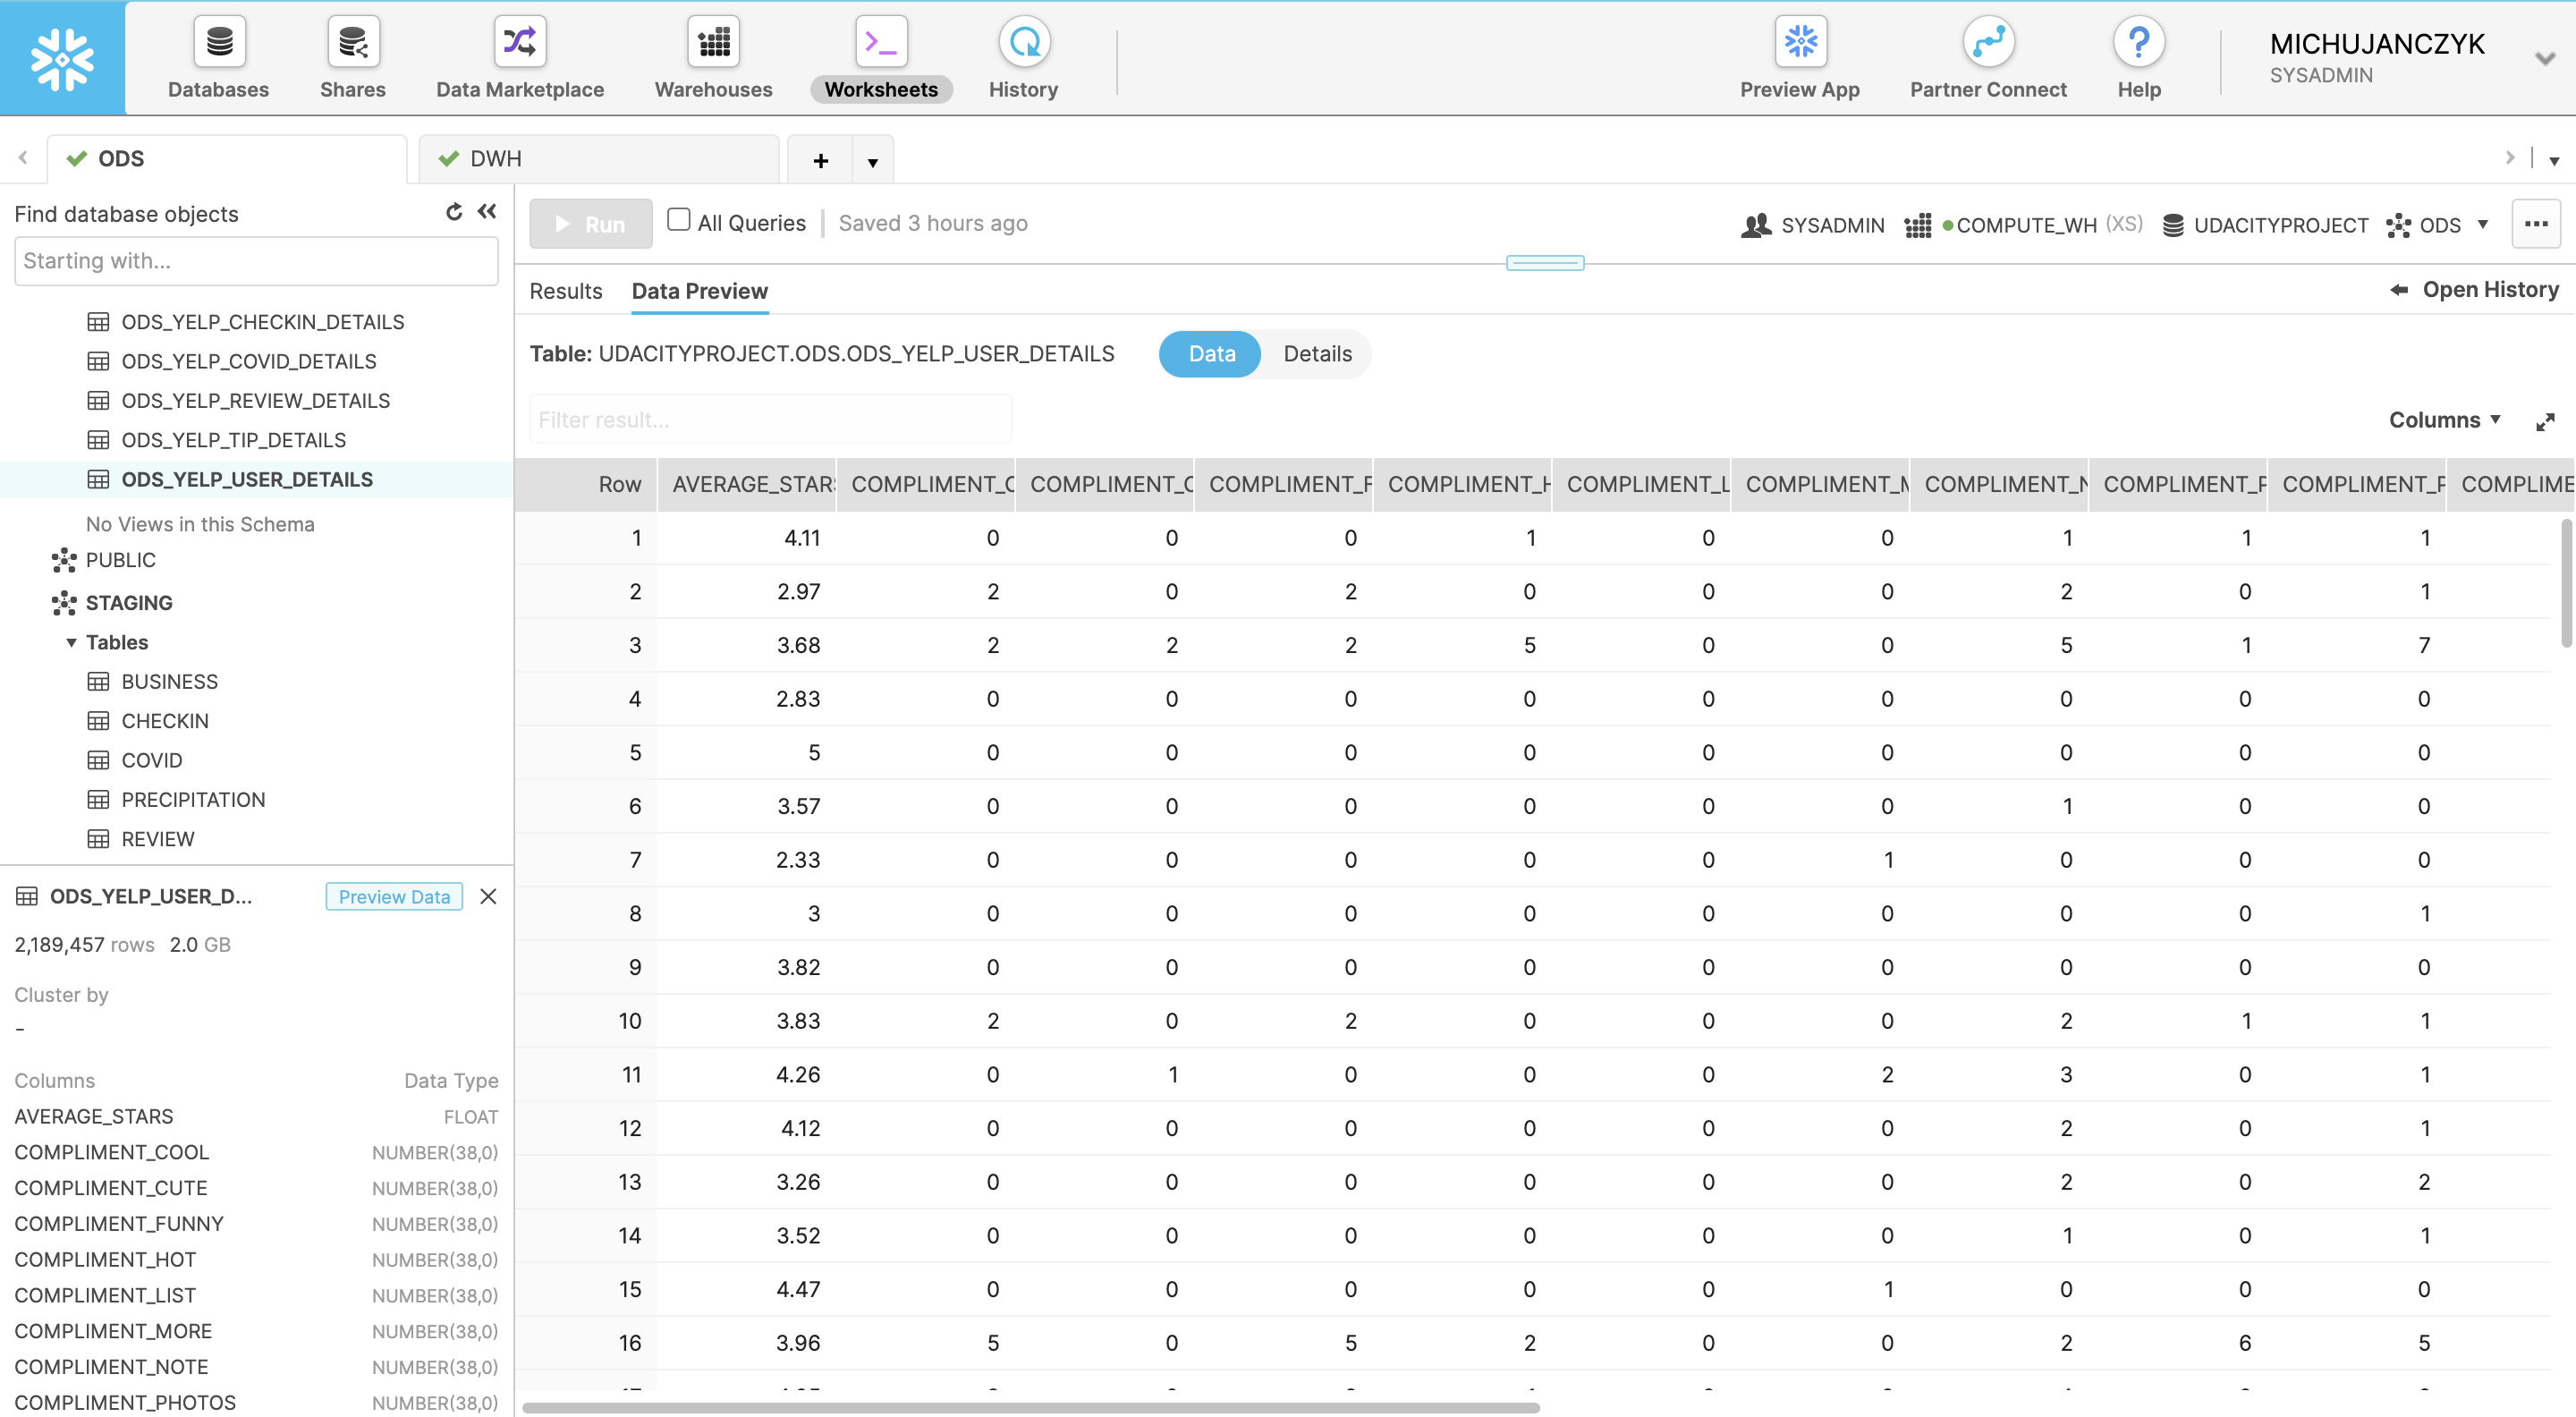 Databases Shares Data Marketplace Warehouses Worksheets History Preview App Partner Connect Help MICHUJANCZYK
SYSADMIN
ODS DWH
Find database objects
Starting with...
ODS_YELP_CHECKIN_DETAILS
ODS_YELP_COVID_DETAILS
ODS_YELP_REVIEW_DETAILS
ODS_YELP_TIP_DETAILS
ODS_YELP_USER_DETAILS
No Views in this Schema
PUBLIC
STAGING
Tables
BUSINESS
CHECKIN
COVID
PRECIPITATION
REVIEW
ODS_YELP_USER_D... Preview Data
2,189,457 rows 2.0 GB
Cluster by
-
Columns Data Type
AVERAGE_STARS FLOAT
COMPLIMENT_COOL NUMBER(38,0)
COMPLIMENT_CUTE NUMBER(38,0)
COMPLIMENT_FUNNY NUMBER(38,0)
COMPLIMENT_HOT NUMBER(38,0)
COMPLIMENT_LIST NUMBER(38,0)
COMPLIMENT_MORE NUMBER(38,0)
COMPLIMENT_NOTE NUMBER(38,0)
COMPLIMENT_PHOTOS NUMBER(38,0)
Run All Queries Saved 3 hours ago SYSADMIN COMPUTE_WH (XS) UDACITYPROJECT ODS
Results Data Preview Open History
Table: UDACITYPROJECT.ODS.ODS_YELP_USER_DETAILS Data Details
Filter result... Columns
Row AVERAGE_STARS COMPLIMENT_C COMPLIMENT_C COMPLIMENT_F COMPLIMENT_H COMPLIMENT_L COMPLIMENT_M COMPLIMENT_N COMPLIMENT_P COMPLIMENT_P COMPLIME
1 4.11 0 0 0 1 0 0 1 1 1
2 2.97 2 0 2 0 0 0 2 0 1
3 3.68 2 2 2 5 0 0 5 1 7
4 2.83 0 0 0 0 0 0 0 0 0
5 5 0 0 0 0 0 0 0 0 0
6 3.57 0 0 0 0 0 0 1 0 0
7 2.33 0 0 0 0 0 1 0 0 0
8 3 0 0 0 0 0 0 0 0 1
9 3.82 0 0 0 0 0 0 0 0 0
10 3.83 2 0 2 0 0 0 2 1 1
11 4.26 0 1 0 0 0 2 3 0 1
12 4.12 0 0 0 0 0 0 2 0 1
13 3.26 0 0 0 0 0 0 2 0 2
14 3.52 0 0 0 0 0 0 1 0 1
15 4.47 0 0 0 0 0 1 0 0 0
16 3.96 5 0 5 2 0 0 2 6 5